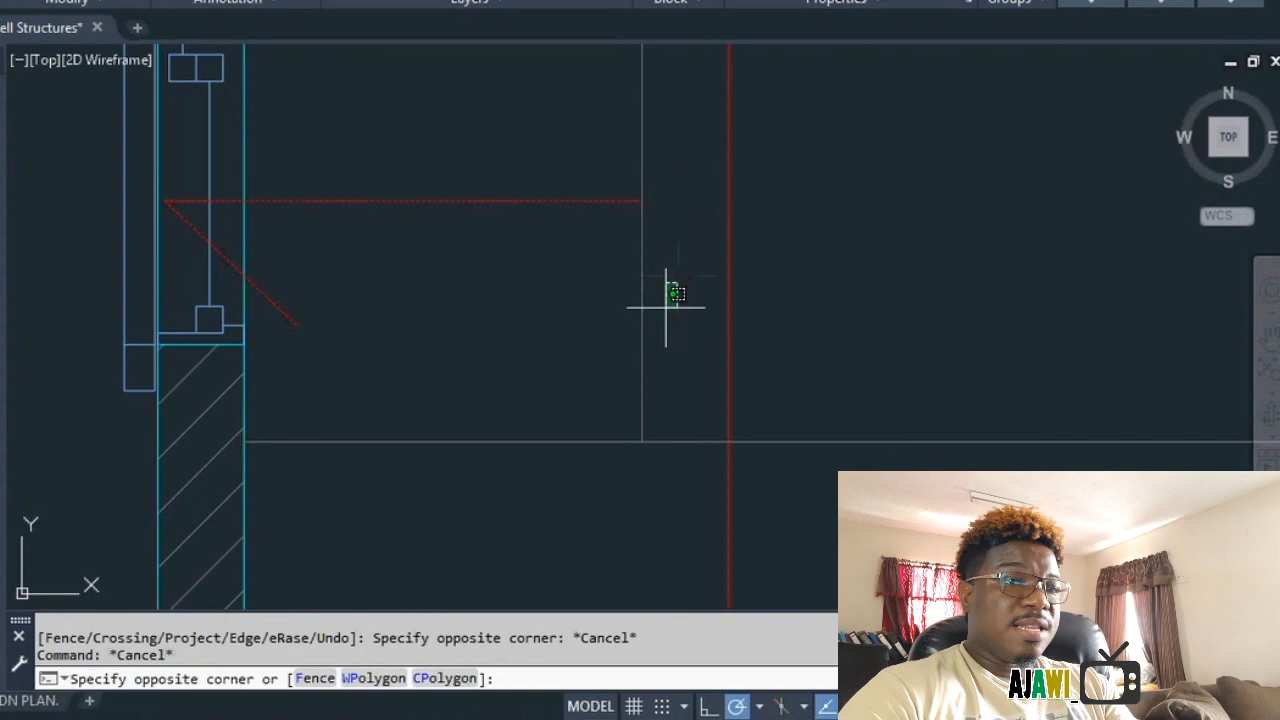 Modify
Annotation
Layers
Block
Properties
Groups
ell Structures*
[−][Top][2D Wireframe]
N
W TOP E
S
WCS
Y
X
[Fence/Crossing/Project/Edge/eRase/Undo]: Specify opposite corner: *Cancel*
Command: *Cancel*
Specify opposite corner or [Fence WPolygon CPolygon]:
DN PLAN.
MODEL
AJAWI_